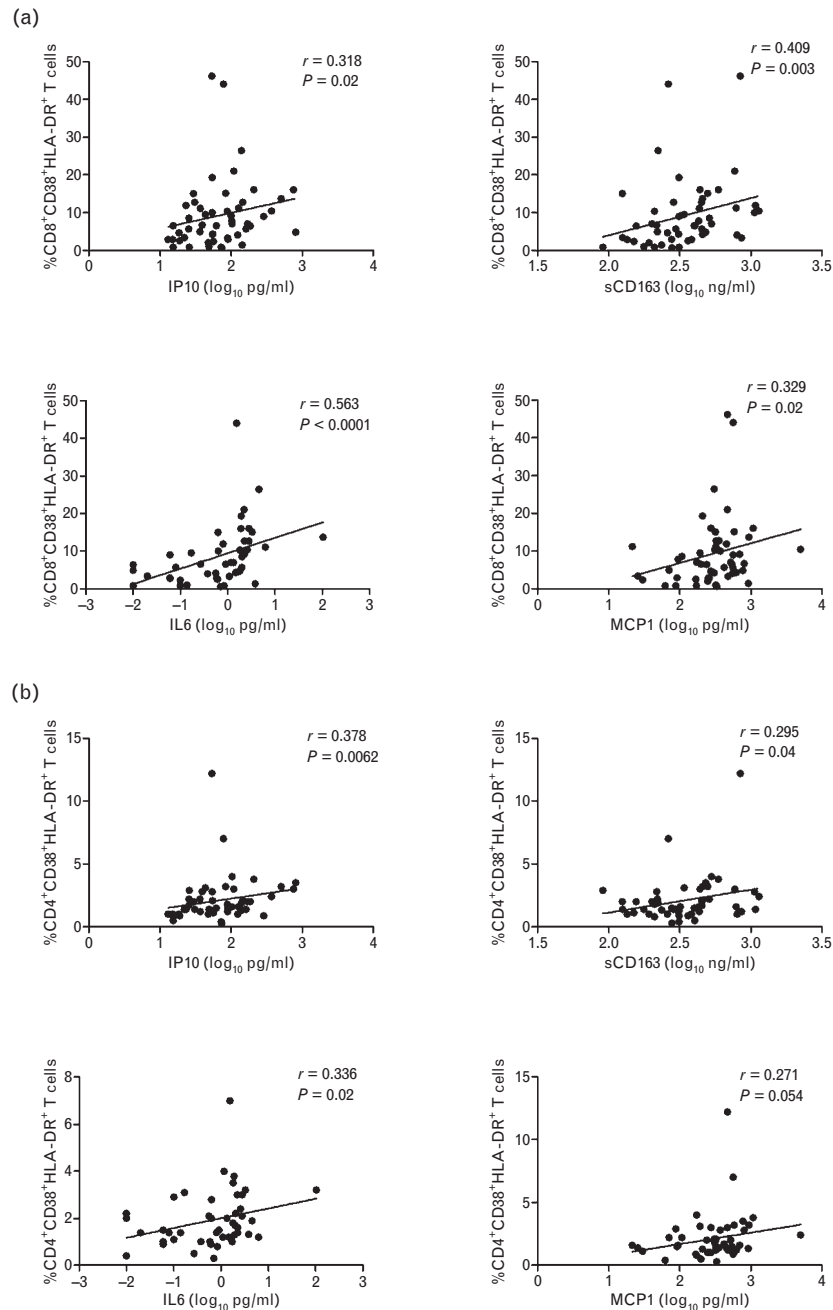 (a)
%CD8⁺CD38⁺HLA-DR⁺ T cells
50
40
30
20
10
0
r = 0.318
P = 0.02
0 1 2 3 4
IP10 (log₁₀ pg/ml)
%CD8⁺CD38⁺HLA-DR⁺ T cells
50
40
30
20
10
0
r = 0.409
P = 0.003
1.5 2.0 2.5 3.0 3.5
sCD163 (log₁₀ ng/ml)
%CD8⁺CD38⁺HLA-DR⁺ T cells
50
40
30
20
10
0
r = 0.563
P < 0.0001
−3 −2 −1 0 1 2 3
IL6 (log₁₀ pg/ml)
%CD8⁺CD38⁺HLA-DR⁺ T cells
50
40
30
20
10
0
r = 0.329
P = 0.02
0 1 2 3 4
MCP1 (log₁₀ pg/ml)
(b)
%CD4⁺CD38⁺HLA-DR⁺ T cells
15
10
5
0
r = 0.378
P = 0.0062
0 1 2 3 4
IP10 (log₁₀ pg/ml)
%CD4⁺CD38⁺HLA-DR⁺ T cells
15
10
5
0
r = 0.295
P = 0.04
1.5 2.0 2.5 3.0 3.5
sCD163 (log₁₀ ng/ml)
%CD4⁺CD38⁺HLA-DR⁺ T cells
8
6
4
2
0
r = 0.336
P = 0.02
−3 −2 −1 0 1 2 3
IL6 (log₁₀ pg/ml)
%CD4⁺CD38⁺HLA-DR⁺ T cells
15
10
5
0
r = 0.271
P = 0.054
0 1 2 3 4
MCP1 (log₁₀ pg/ml)